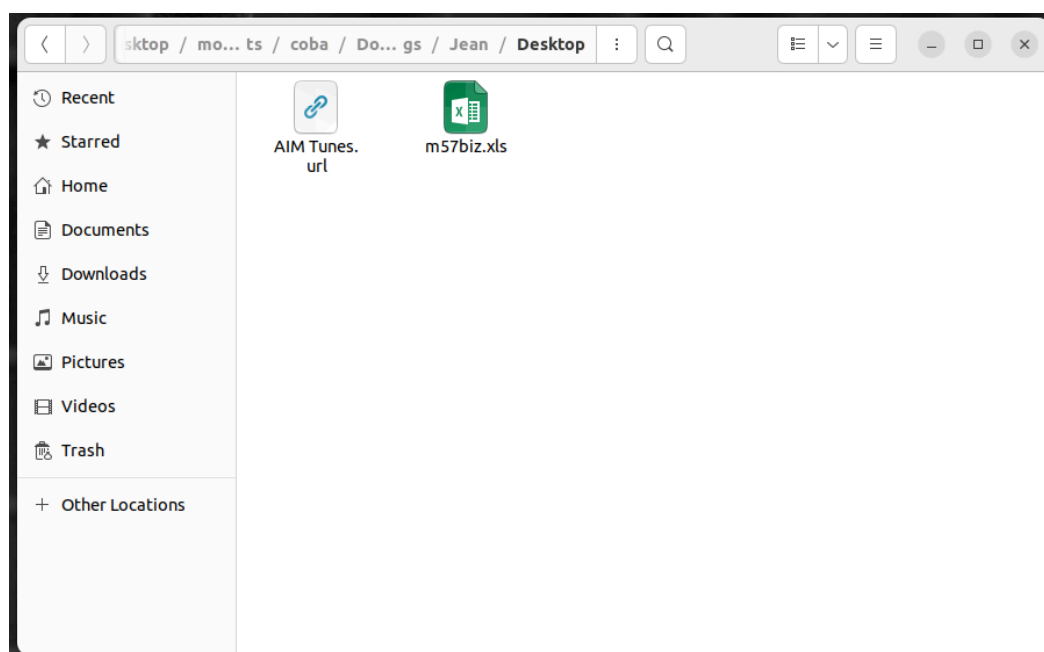 sktop / mo... ts / coba / Do... gs / Jean / Desktop
Recent
Starred
Home
Documents
Downloads
Music
Pictures
Videos
Trash
+ Other Locations
AIM Tunes.
url
X
m57biz.xls